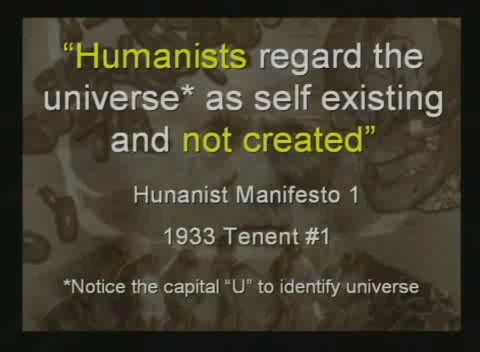 “Humanists regard the
universe* as self existing
and not created”
Hunanist Manifesto 1
1933 Tenent #1
*Notice the capital “U” to identify universe